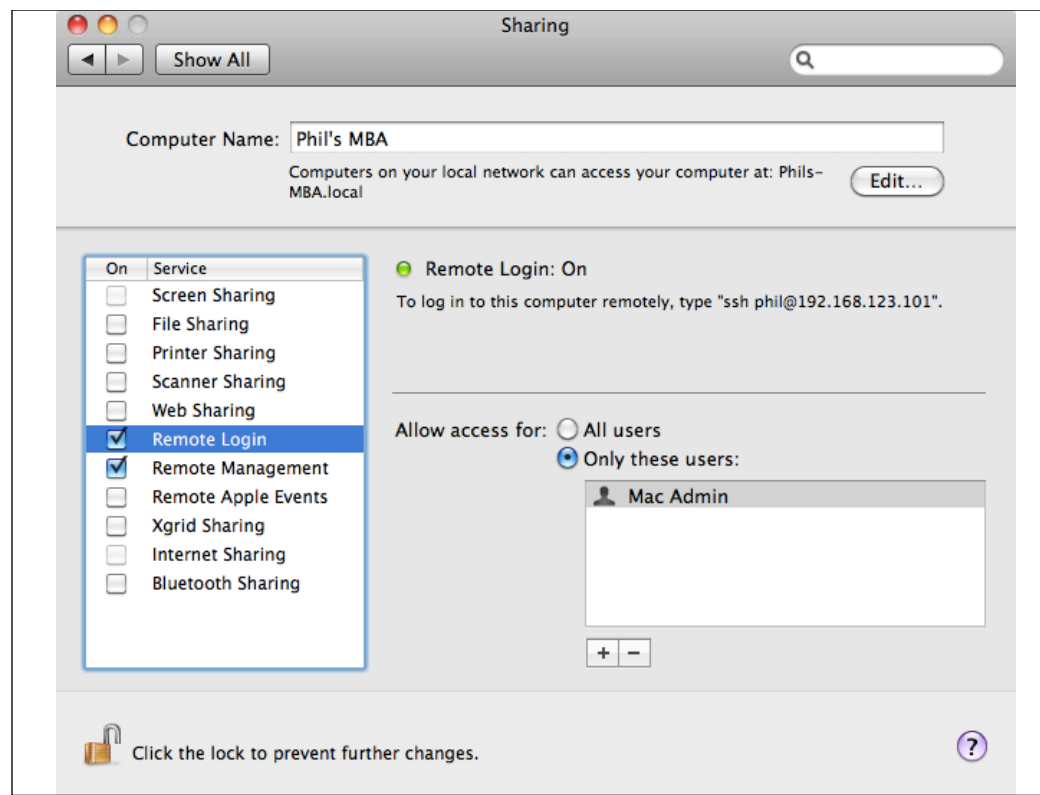 Sharing
Show All
Computer Name: Phil's MBA
Computers on your local network can access your computer at: Phils-
MBA.local
Edit...
On Service
Screen Sharing
File Sharing
Printer Sharing
Scanner Sharing
Web Sharing
Remote Login
Remote Management
Remote Apple Events
Xgrid Sharing
Internet Sharing
Bluetooth Sharing
Remote Login: On
To log in to this computer remotely, type "ssh phil@192.168.123.101".
Allow access for: All users
Only these users:
Mac Admin
+ −
Click the lock to prevent further changes.
?